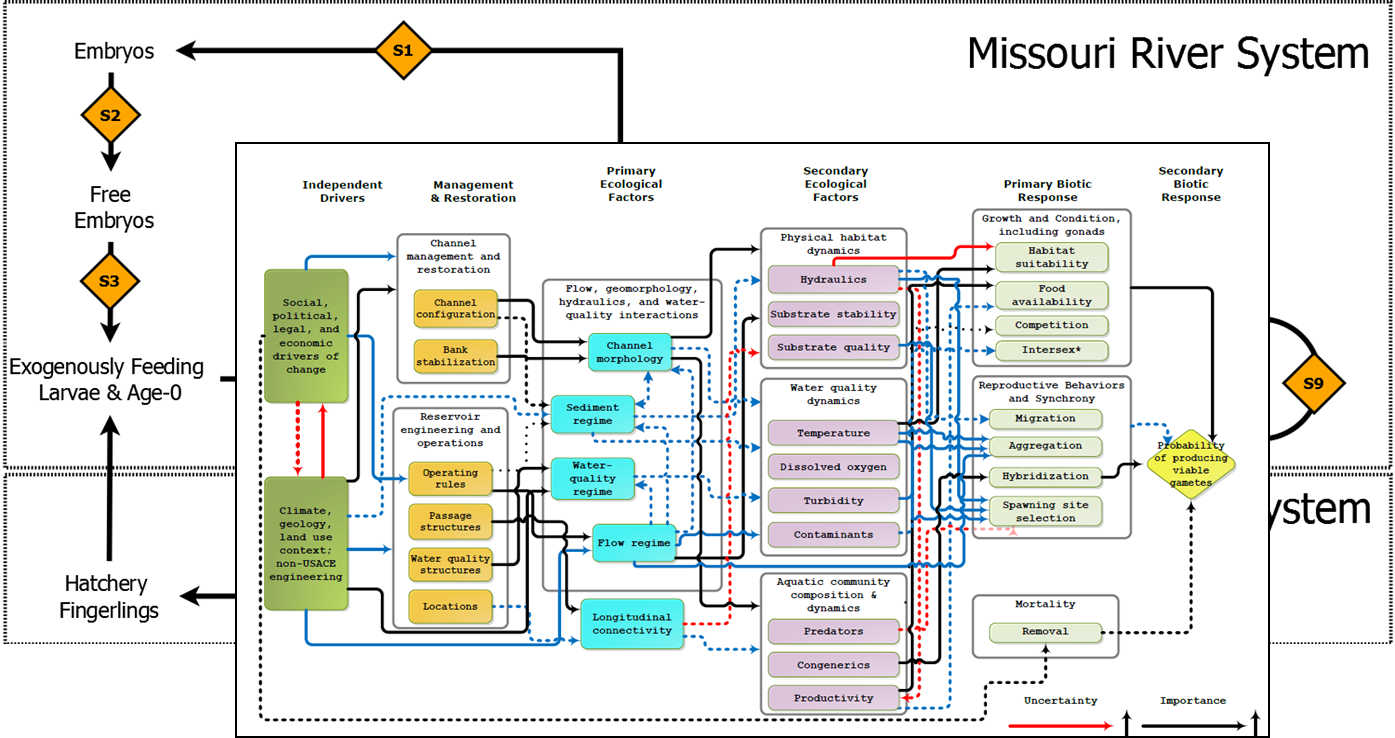 Missouri River System
Embryos
S1
S2
Free
Embryos
S3
Exogenously Feeding
Larvae & Age-0
Hatchery
Fingerlings
S9
ystem
Independent
Drivers
Management
& Restoration
Primary
Ecological
Factors
Secondary
Ecological
Factors
Primary Biotic
Response
Secondary
Biotic
Response
Social,
political,
legal, and
economic
drivers of
change
Climate,
geology,
land use
context;
non-USACE
engineering
Channel
management and
restoration
Channel
configuration
Bank
stabilization
Reservoir
engineering and
operations
Operating
rules
Passage
structures
Water quality
structures
Locations
Flow, geomorphology,
hydraulics, and water-
quality interactions
Channel
morphology
Sediment
regime
Water-
quality
regime
Flow regime
Longitudinal
connectivity
Physical habitat
dynamics
Hydraulics
Substrate stability
Substrate quality
Water quality
dynamics
Temperature
Dissolved oxygen
Turbidity
Contaminants
Aquatic community
composition &
dynamics
Predators
Congenerics
Productivity
Growth and Condition,
including gonads
Habitat
suitability
Food
availability
Competition
Intersex*
Reproductive Behaviors
and Synchrony
Migration
Aggregation
Hybridization
Spawning site
selection
Mortality
Removal
Probability
of producing
viable
gametes
Uncertainty
Importance